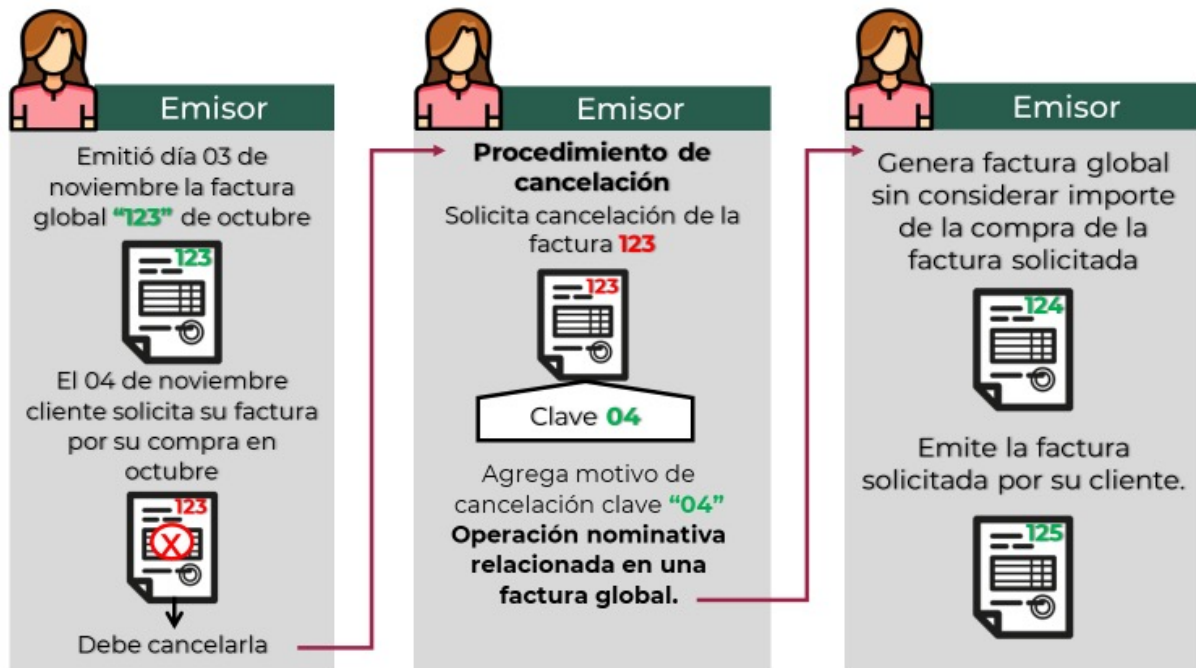 Emisor
Emitió día 03 de
noviembre la factura
global “123” de octubre
123
El 04 de noviembre
cliente solicita su factura
por su compra en
octubre
123
X
Debe cancelarla
Emisor
Procedimiento de
cancelación
Solicita cancelación de la
factura 123
123
Clave 04
Agrega motivo de
cancelación clave “04”
Operación nominativa
relacionada en una
factura global.
Emisor
Genera factura global
sin considerar importe
de la compra de la
factura solicitada
124
Emite la factura
solicitada por su cliente.
125